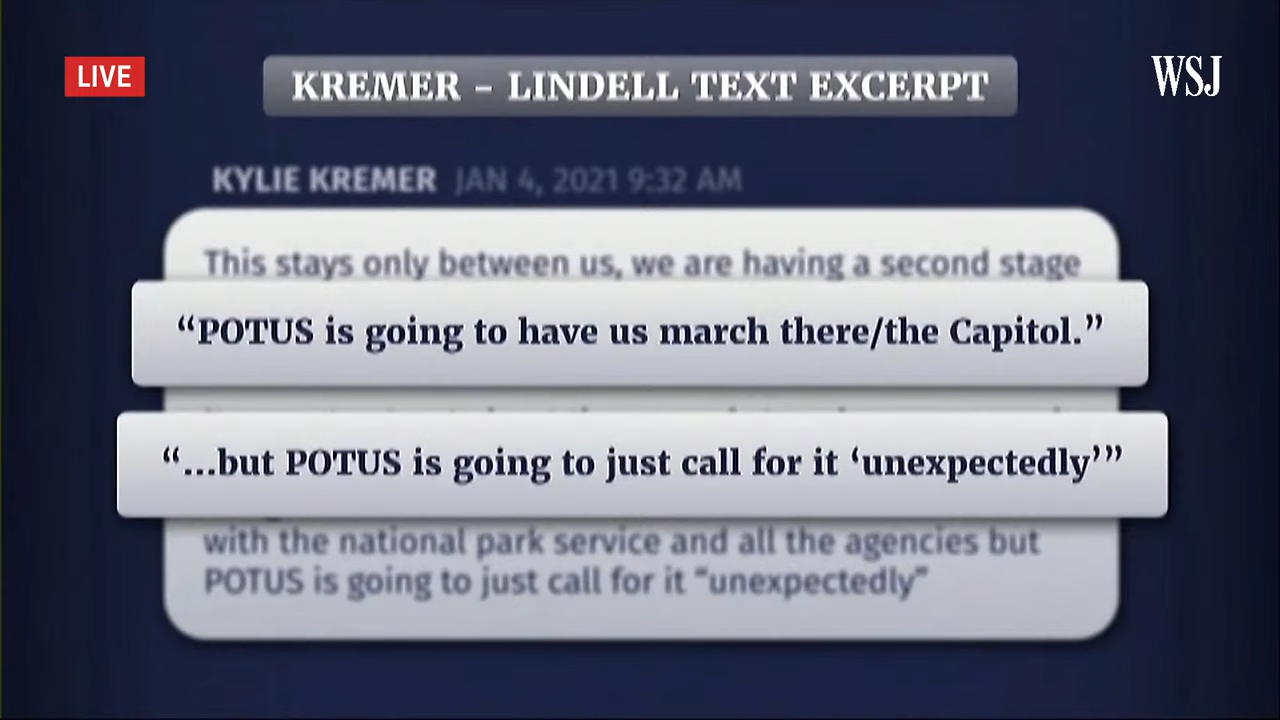 LIVE
KREMER – LINDELL TEXT EXCERPT
WSJ
KYLIE KREMER JAN 4, 2021 9:32 AM
This stays only between us, we are having a second stage
“POTUS is going to have us march there/the Capitol.”
“...but POTUS is going to just call for it ‘unexpectedly’”
with the national park service and all the agencies but
POTUS is going to just call for it “unexpectedly”